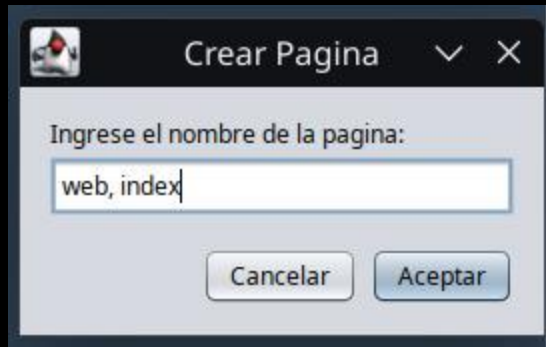 Crear Pagina
Ingrese el nombre de la pagina:
web, index
Cancelar Aceptar